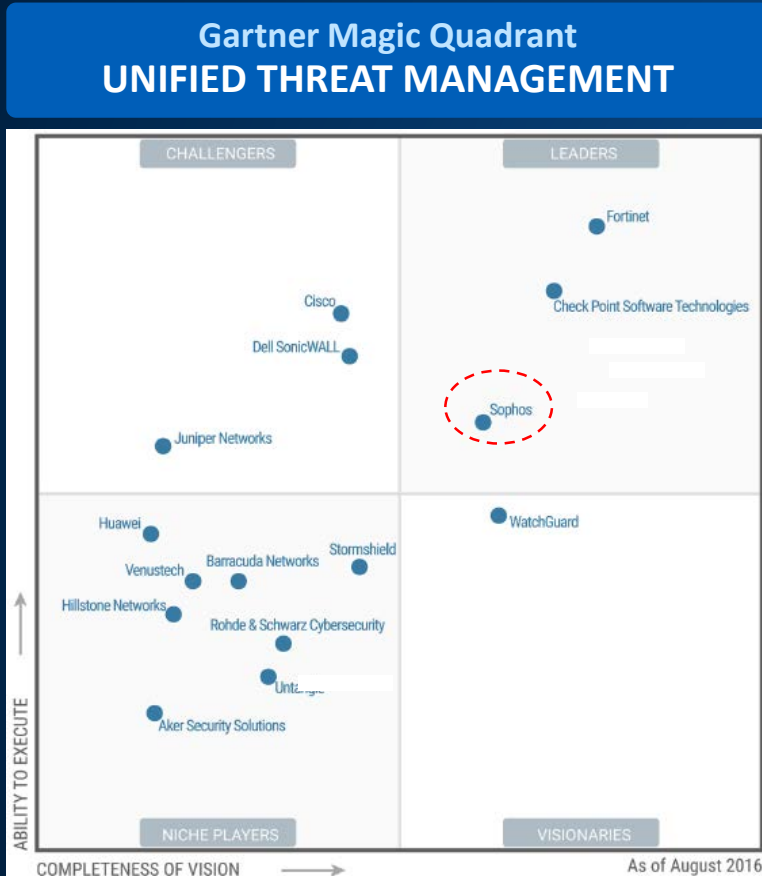 Gartner Magic Quadrant
UNIFIED THREAT MANAGEMENT
CHALLENGERS
LEADERS
Fortinet
Cisco
Check Point Software Technologies
Dell SonicWALL
Sophos
Juniper Networks
Huawei
WatchGuard
Stormshield
Barracuda Networks
Venustech
Hillstone Networks
Rohde & Schwarz Cybersecurity
Aker Security Solutions
ABILITY TO EXECUTE
NICHE PLAYERS
VISIONARIES
COMPLETENESS OF VISION
As of August 2016